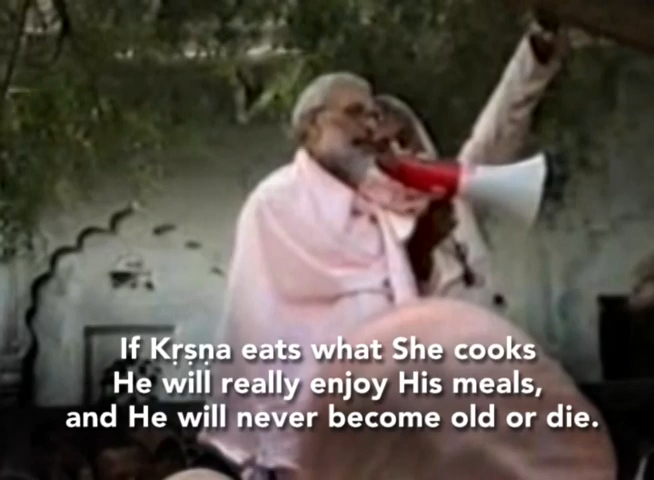 If Kṛṣṇa eats what She cooks
He will really enjoy His meals,
and He will never become old or die.